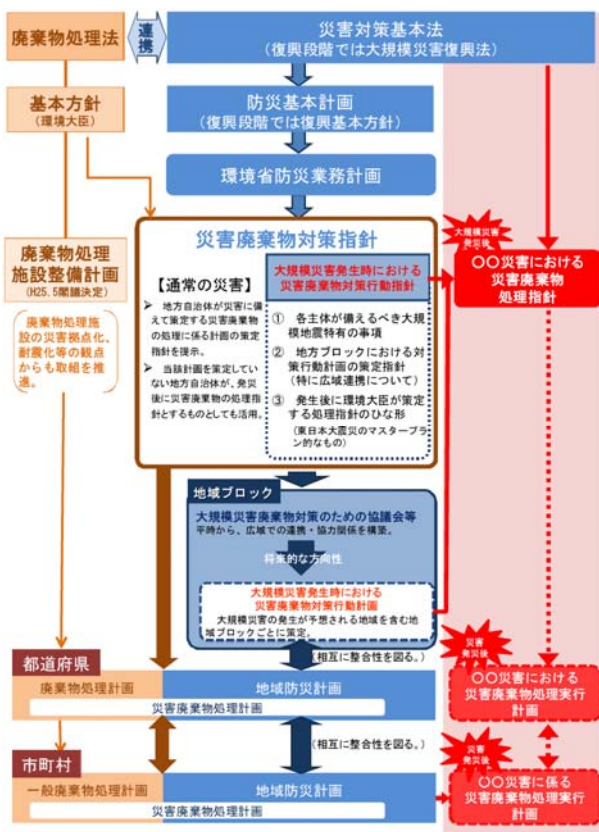 廃棄物処理法
連携
災害対策基本法
(復興段階では大規模災害復興法)
基本方針
(環境大臣)
防災基本計画
(復興段階では復興基本方針)
環境省防災業務計画
災害廃棄物対策指針
大規模災害
発生後
〇〇災害における
災害廃棄物
処理指針
廃棄物処理
施設整備計画
(H25.5閣議決定)
廃棄物処理施
設の災害拠点化、
耐震化等の観点
からも取組を推
進。
【通常の災害】
➢ 地方自治体が災害に備
えて策定する災害廃棄物
の処理に係る計画の策定
指針を提示。
➢ 当該計画を策定してい
ない地方自治体が、発災
後に災害廃棄物の処理指
針とするものとしても活用。
大規模災害発生時における
災害廃棄物対策行動指針
① 各主体が備えるべき大規
模地震特有の事項
② 地方ブロックにおける対
策行動計画の策定指針
(特に広域連携について)
③ 発生後に環境大臣が策定
する処理指針のひな形
(東日本大震災のマスタープラ
ン的なもの)
地域ブロック
大規模災害廃棄物対策のための協議会等
平時から、広域での連携・協力関係を構築。
将来的な方向性
大規模災害発生時における
災害廃棄物対策行動計画
大規模災害の発生が予想される地域を含む地
域ブロックごとに策定。
(相互に整合性を図る。)
都道府県
廃棄物処理計画
地域防災計画
災害廃棄物処理計画
災害
発災後
〇〇災害における
災害廃棄物処理実行
計画
(相互に整合性を図る。)
市町村
一般廃棄物処理計画
地域防災計画
災害廃棄物処理計画
災害
発災後
〇〇災害に係る
災害廃棄物処理実行
計画